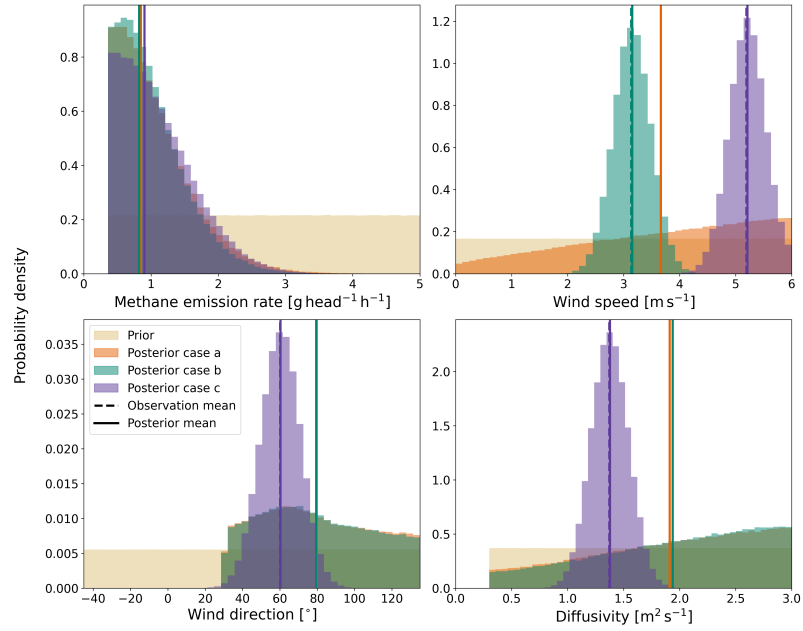 0.0
0.2
0.4
0.6
0.8
0 1 2 3 4 5
Methane emission rate [g head⁻¹ h⁻¹]
0.0
0.2
0.4
0.6
0.8
1.0
1.2
0 1 2 3 4 5 6
Wind speed [m s⁻¹]
Probability density
0.000
0.005
0.010
0.015
0.020
0.025
0.030
0.035
Prior
Posterior case a
Posterior case b
Posterior case c
Observation mean
Posterior mean
−40 −20 0 20 40 60 80 100 120
Wind direction [°]
0.0
0.5
1.0
1.5
2.0
0.0 0.5 1.0 1.5 2.0 2.5 3.0
Diffusivity [m² s⁻¹]